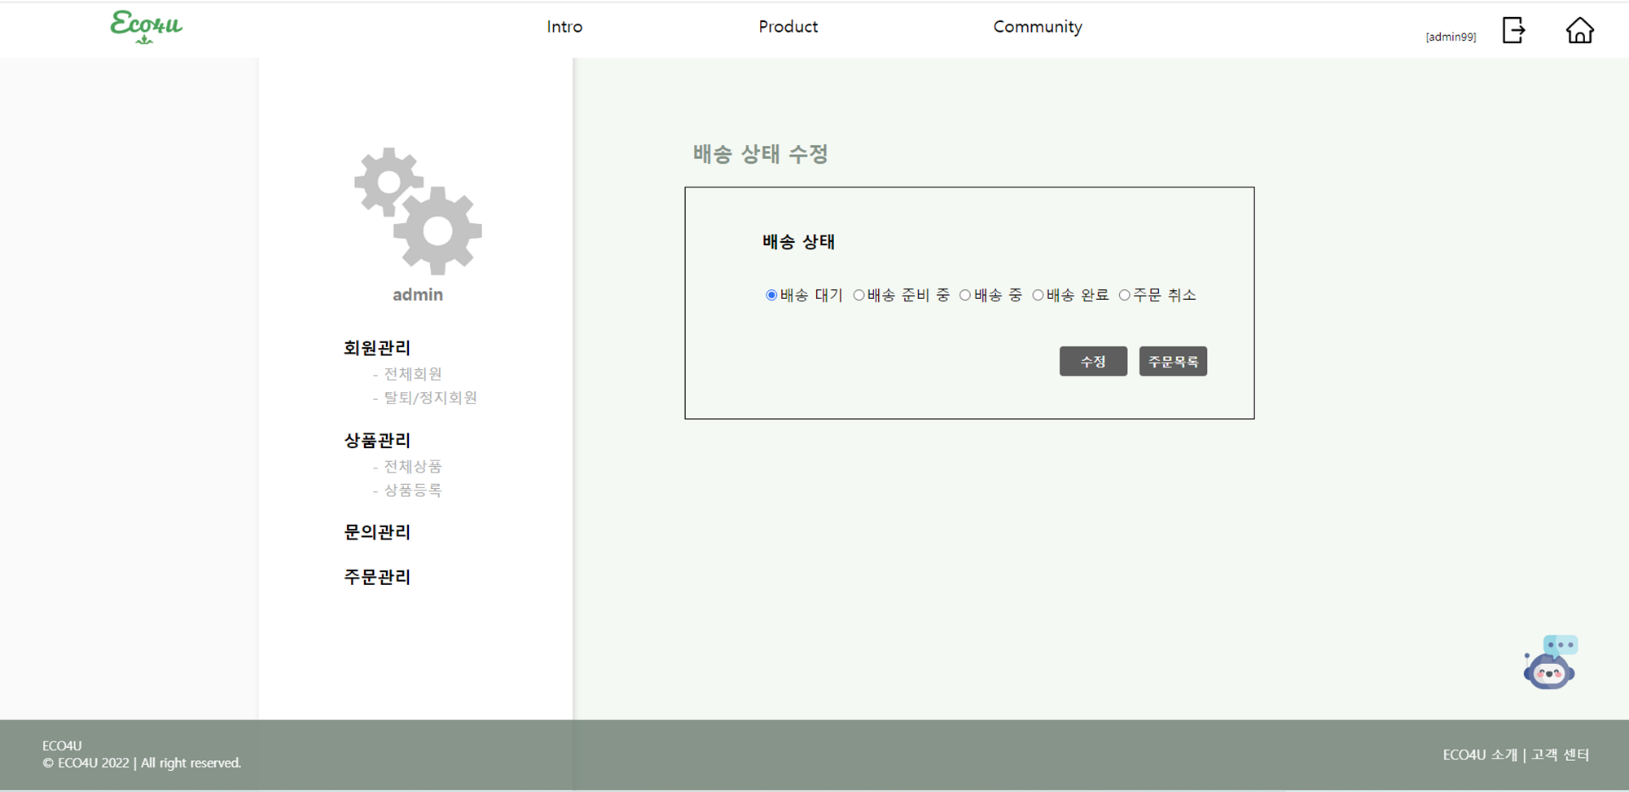 Eco4u
Intro
Product
Community
[admin99]
배송 상태 수정
배송 상태
배송 대기 배송 준비 중 배송 중 배송 완료 주문 취소
수정
주문목록
admin
회원관리
- 전체회원
- 탈퇴/정지회원
상품관리
- 전체상품
- 상품등록
문의관리
주문관리
ECO4U
© ECO4U 2022 | All right reserved.
ECO4U 소개 | 고객 센터